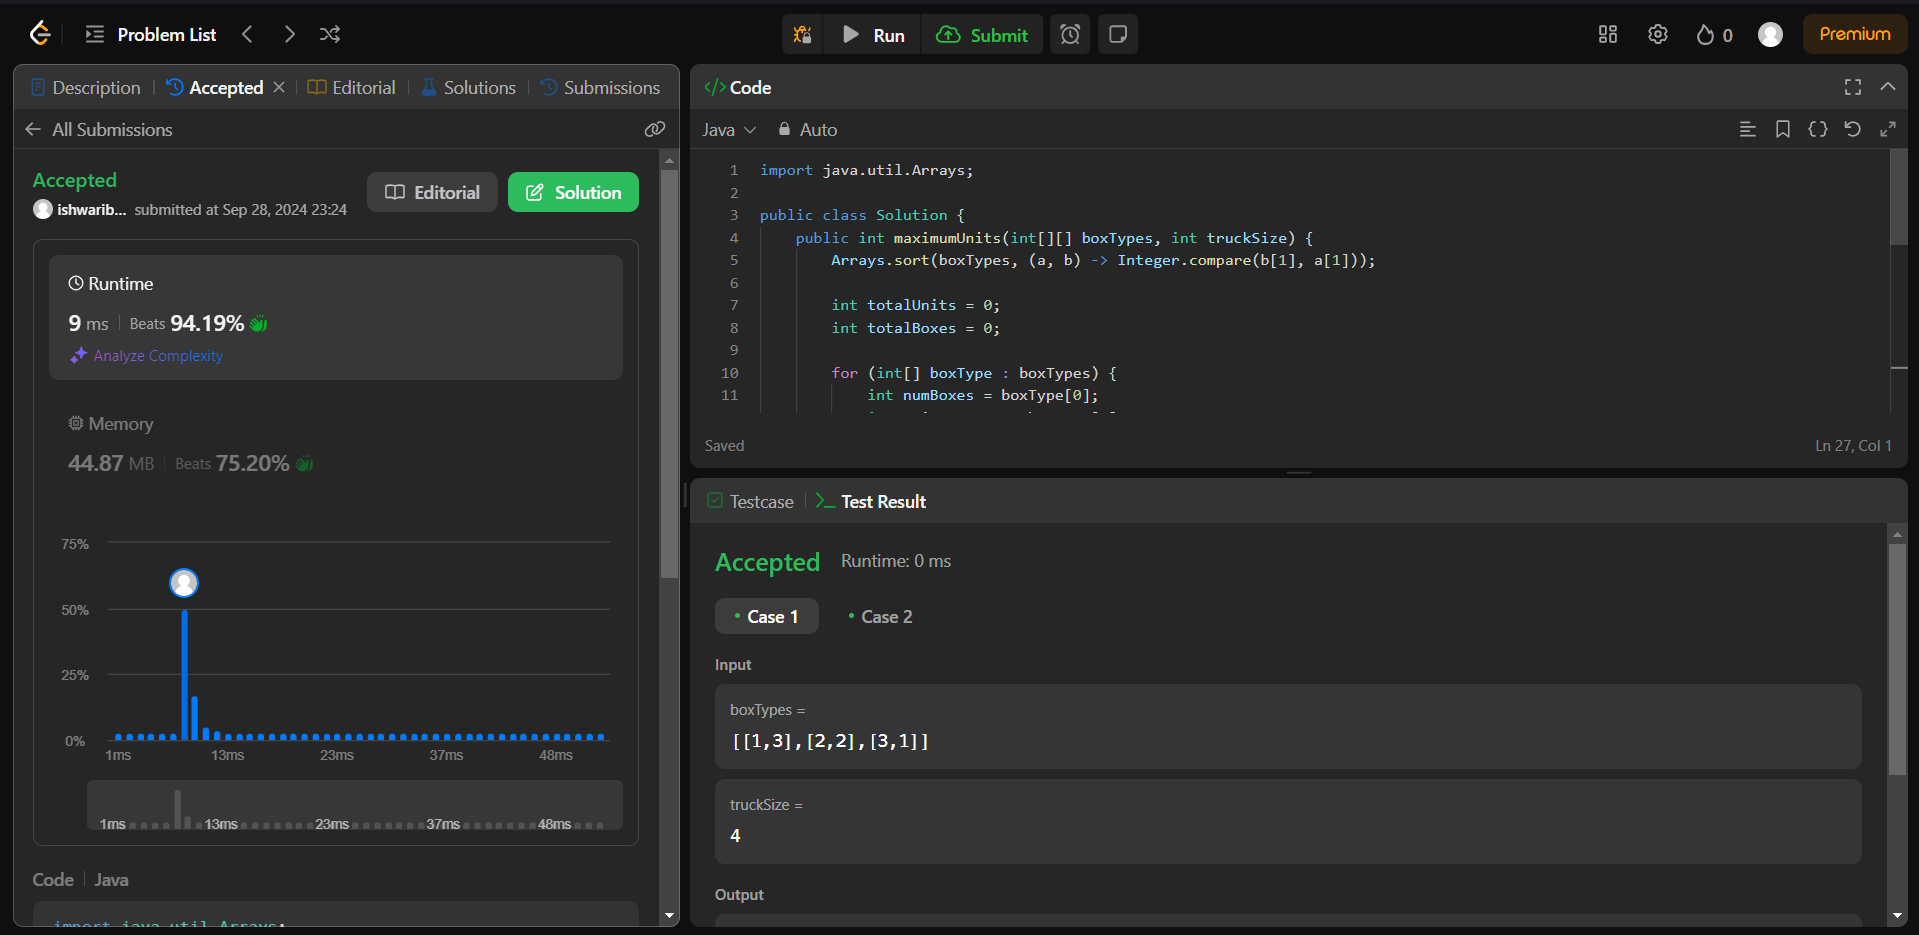 Problem List
Run
Submit
0
Premium
Description
Accepted
Editorial
Solutions
Submissions
All Submissions
Accepted
Editorial
Solution
ishwarib... submitted at Sep 28, 2024 23:24
Runtime
9 ms Beats 94.19%
Analyze Complexity
Memory
44.87 MB Beats 75.20%
75%
50%
25%
0%
1ms 13ms 23ms 37ms 48ms
1ms 13ms 23ms 37ms 48ms
Code Java
import java.util.Arrays;
</> Code
Java Auto
1 import java.util.Arrays;
2
3 public class Solution {
4 public int maximumUnits(int[][] boxTypes, int truckSize) {
5 Arrays.sort(boxTypes, (a, b) -> Integer.compare(b[1], a[1]));
6
7 int totalUnits = 0;
8 int totalBoxes = 0;
9
10 for (int[] boxType : boxTypes) {
11 int numBoxes = boxType[0];
Saved
Ln 27, Col 1
Testcase
Test Result
Accepted Runtime: 0 ms
Case 1 Case 2
Input
boxTypes =
[[1,3],[2,2],[3,1]]
truckSize =
4
Output